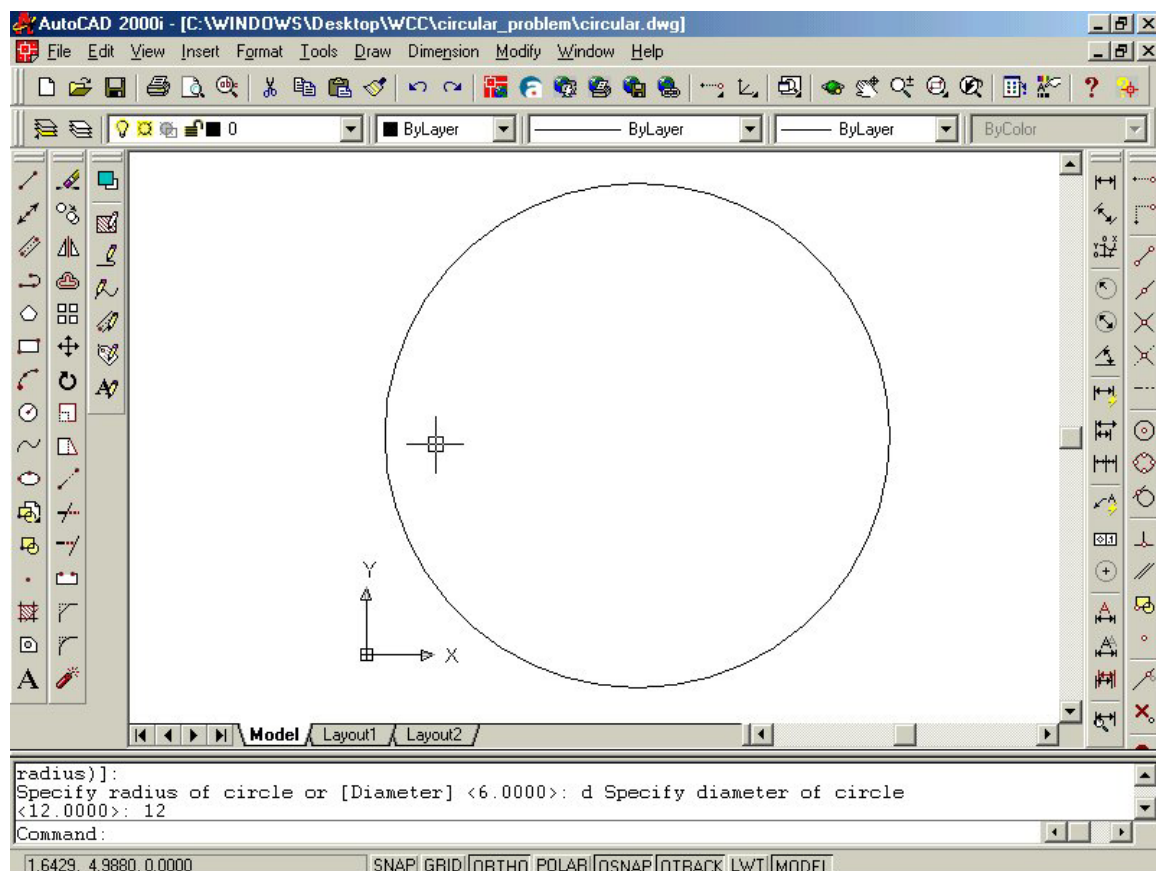 AutoCAD 2000i - [C:\WINDOWS\Desktop\WCC\circular_problem\circular.dwg]
File Edit View Insert Format Tools Draw Dimension Modify Window Help
0 ByLayer ByLayer ByLayer ByColor
Y
X
A
Model Layout1 Layout2
radius)]:
Specify radius of circle or [Diameter] <6.0000>: d Specify diameter of circle
<12.0000>: 12
Command:
1.6429, 4.9880, 0.0000 SNAP GRID ORTHO POLAR OSNAP OTRACK LWT MODEL